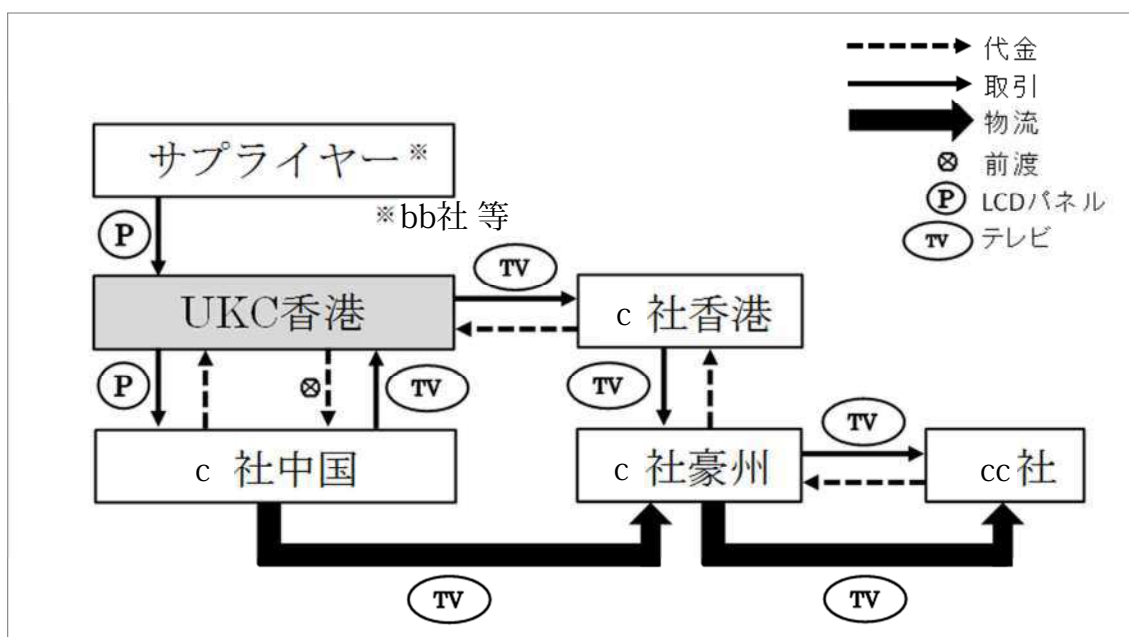 代金
取引
物流
前渡
P LCDパネル
TV テレビ
サプライヤー※
※bb社 等
P
TV
UKC香港
c 社香港
P
TV
TV
TV
c 社中国
c 社豪州
cc 社
TV
TV